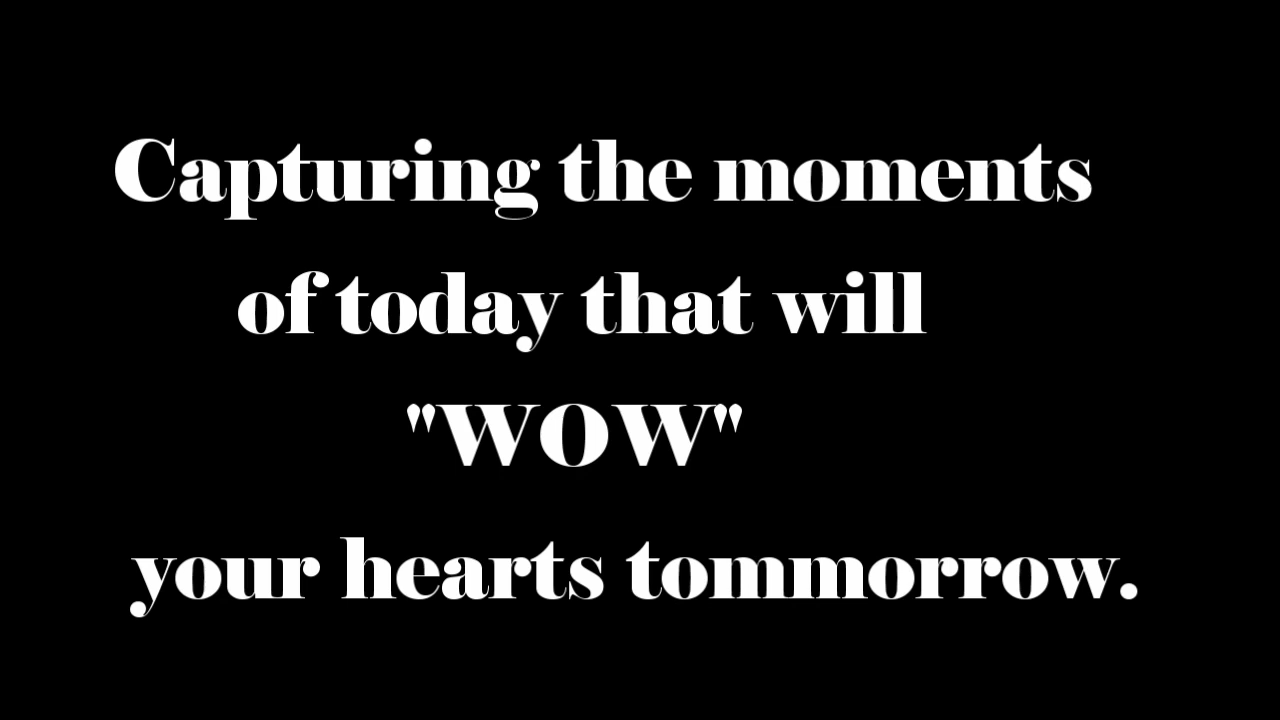 Capturing the moments
of today that will
"WOW"
your hearts tommorrow.